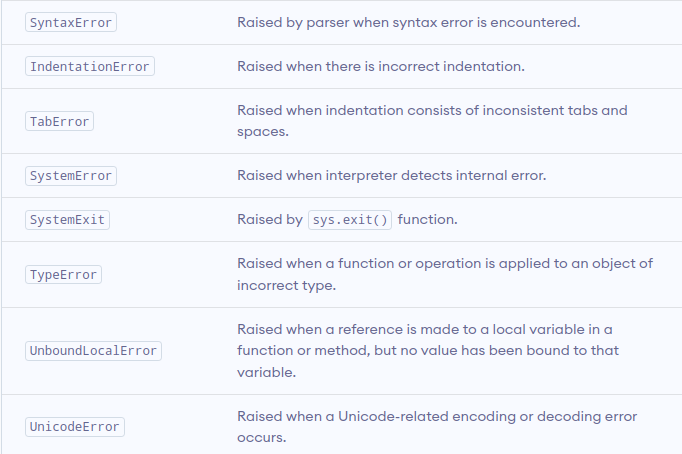 SyntaxError Raised by parser when syntax error is encountered.
IndentationError Raised when there is incorrect indentation.
TabError Raised when indentation consists of inconsistent tabs and
spaces.
SystemError Raised when interpreter detects internal error.
SystemExit Raised by sys.exit() function.
TypeError Raised when a function or operation is applied to an object of
incorrect type.
UnboundLocalError Raised when a reference is made to a local variable in a
function or method, but no value has been bound to that
variable.
UnicodeError Raised when a Unicode-related encoding or decoding error
occurs.